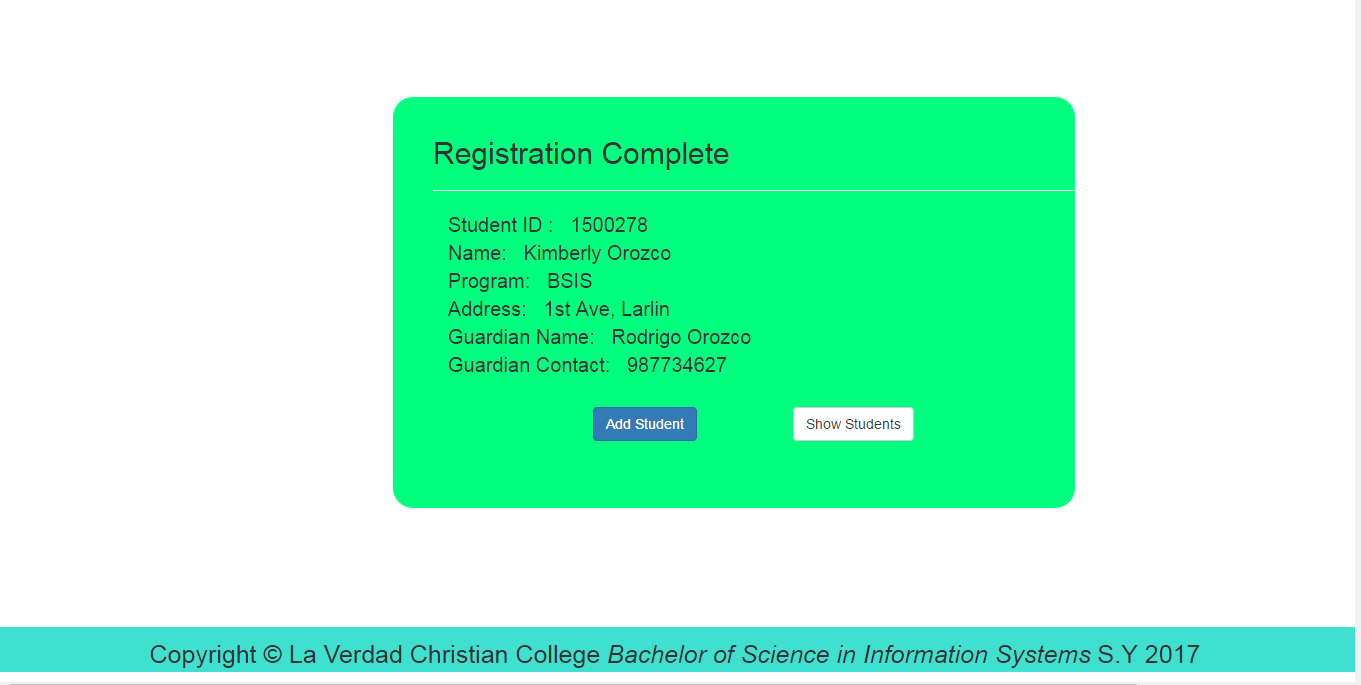 Registration Complete
Student ID : 1500278
Name: Kimberly Orozco
Program: BSIS
Address: 1st Ave, Larlin
Guardian Name: Rodrigo Orozco
Guardian Contact: 987734627
Add Student Show Students
Copyright © La Verdad Christian College Bachelor of Science in Information Systems S.Y 2017